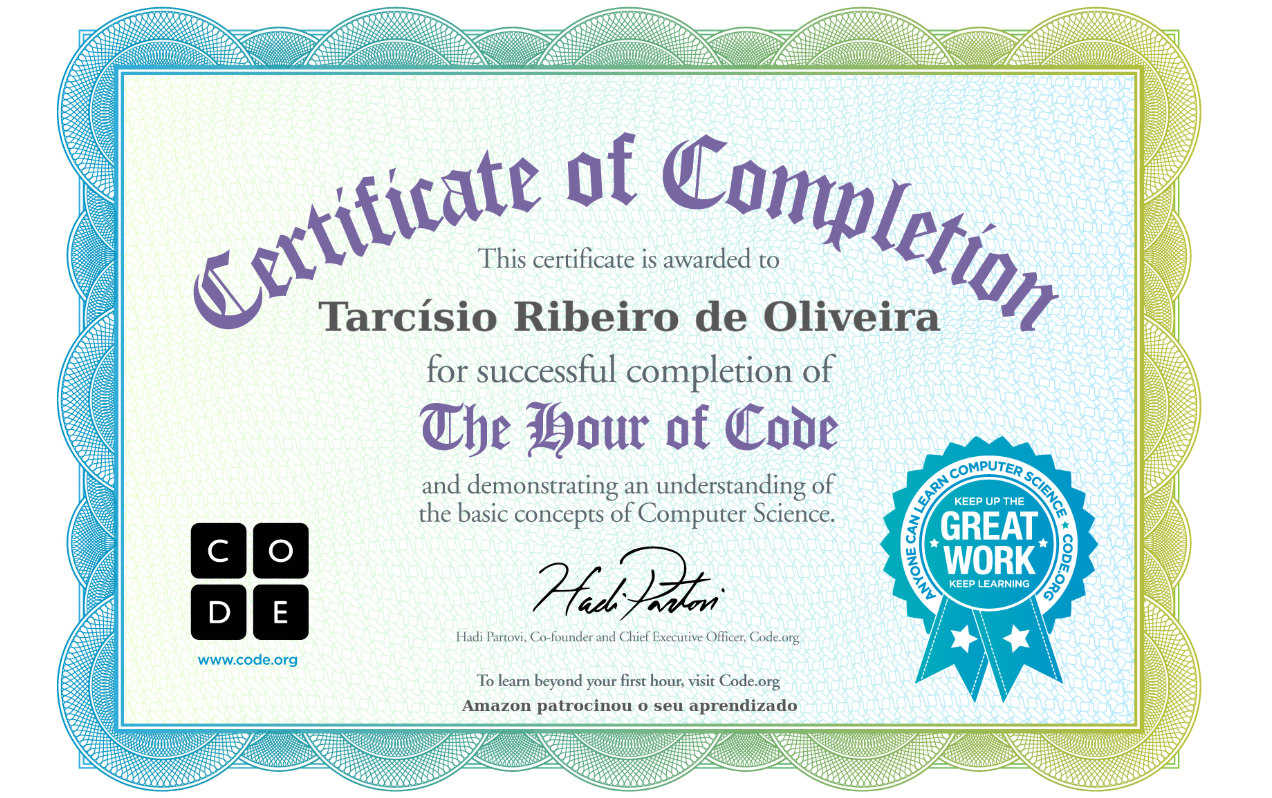 Certificate of Completion
This certificate is awarded to
Tarcísio Ribeiro de Oliveira
for successful completion of
The Hour of Code
and demonstrating an understanding of
the basic concepts of Computer Science.
Hadi Partovi
Hadi Partovi, Co-founder and Chief Executive Officer, Code.org
To learn beyond your first hour, visit Code.org
Amazon patrocinou o seu aprendizado
C O
D E
www.code.org
ANYONE CAN LEARN COMPUTER SCIENCE ★ CODE.ORG
KEEP UP THE
GREAT
WORK
KEEP LEARNING